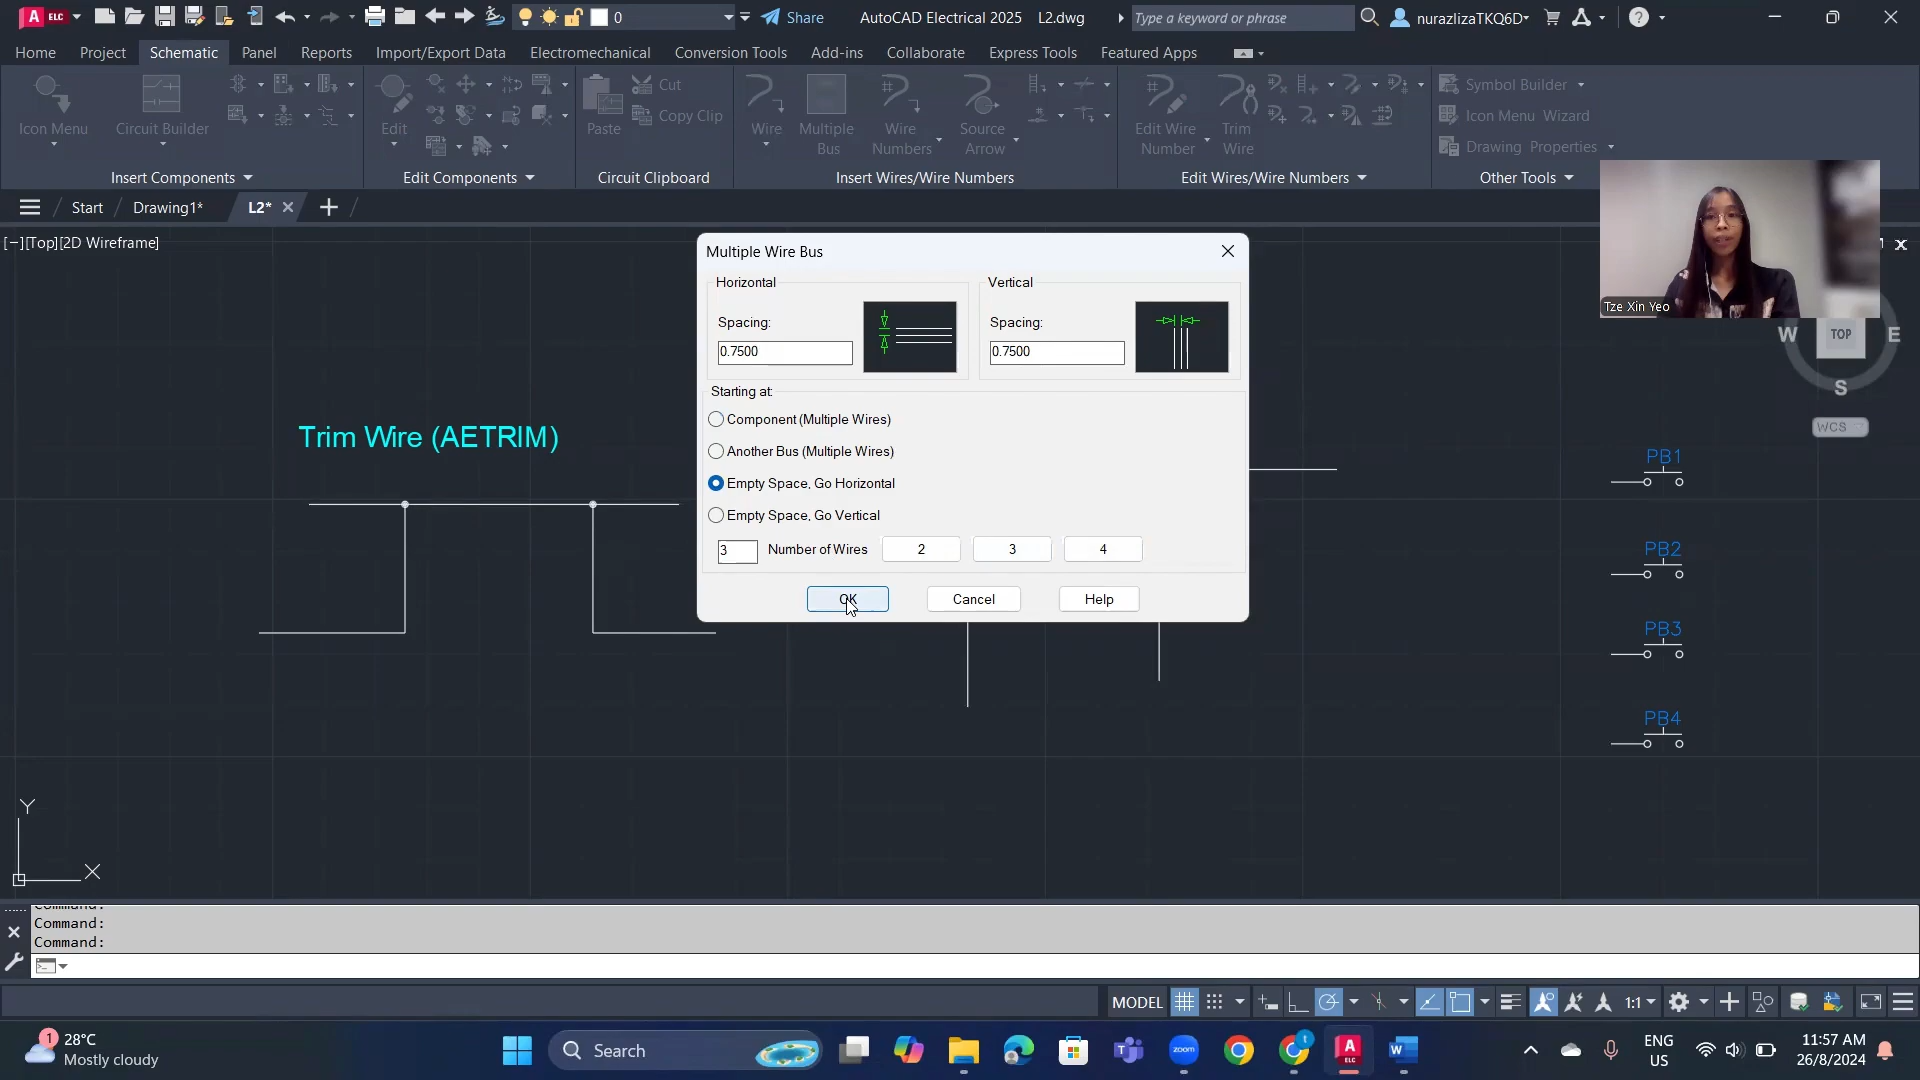 A ELC
0
Share
AutoCAD Electrical 2025 L2.dwg
Type a keyword or phrase
nurazlizaTKQ6D
Home Project Schematic Panel Reports Import/Export Data Electromechanical Conversion Tools Add-ins Collaborate Express Tools Featured Apps
Icon Menu
Circuit Builder
Insert Components
Edit
Edit Components
Paste
Cut
Copy Clip
Circuit Clipboard
Wire
Multiple Bus
Wire Numbers
Source Arrow
Insert Wires/Wire Numbers
Edit Wire Number
Trim Wire
Edit Wires/Wire Numbers
Symbol Builder
Icon Menu Wizard
Drawing Properties
Other Tools
Start
Drawing1*
L2*
[−][Top][2D Wireframe]
Tze Xin Yeo
Multiple Wire Bus
Horizontal
Spacing:
0.7500
Vertical
Spacing:
0.7500
Starting at:
Component (Multiple Wires)
Another Bus (Multiple Wires)
Empty Space, Go Horizontal
Empty Space, Go Vertical
3 Number of Wires 2 3 4
OK Cancel Help
Trim Wire (AETRIM)
PB1
PB2
PB3
PB4
W TOP E
S
WCS
Y
X
Command:
Command:
Command:
MODEL
1:1
1
28°C
Mostly cloudy
Search
zoom
t
A ELC
W
ENG
US
11:57 AM
26/8/2024